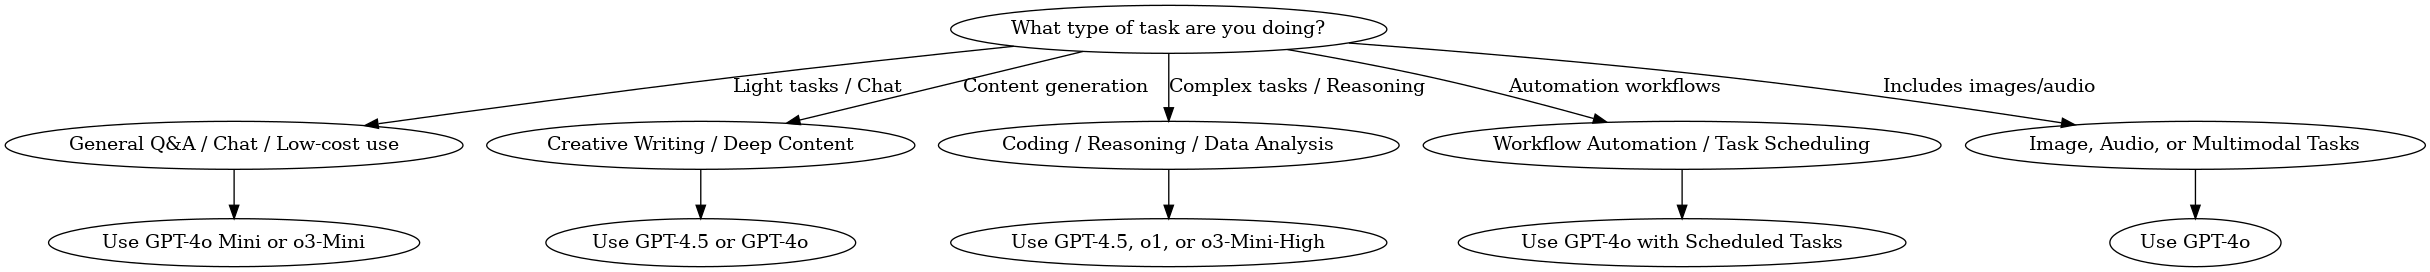 What type of task are you doing?
Light tasks / Chat
Content generation
Complex tasks / Reasoning
Automation workflows
Includes images/audio
General Q&A / Chat / Low-cost use
Creative Writing / Deep Content
Coding / Reasoning / Data Analysis
Workflow Automation / Task Scheduling
Image, Audio, or Multimodal Tasks
Use GPT-4o Mini or o3-Mini
Use GPT-4.5 or GPT-4o
Use GPT-4.5, o1, or o3-Mini-High
Use GPT-4o with Scheduled Tasks
Use GPT-4o